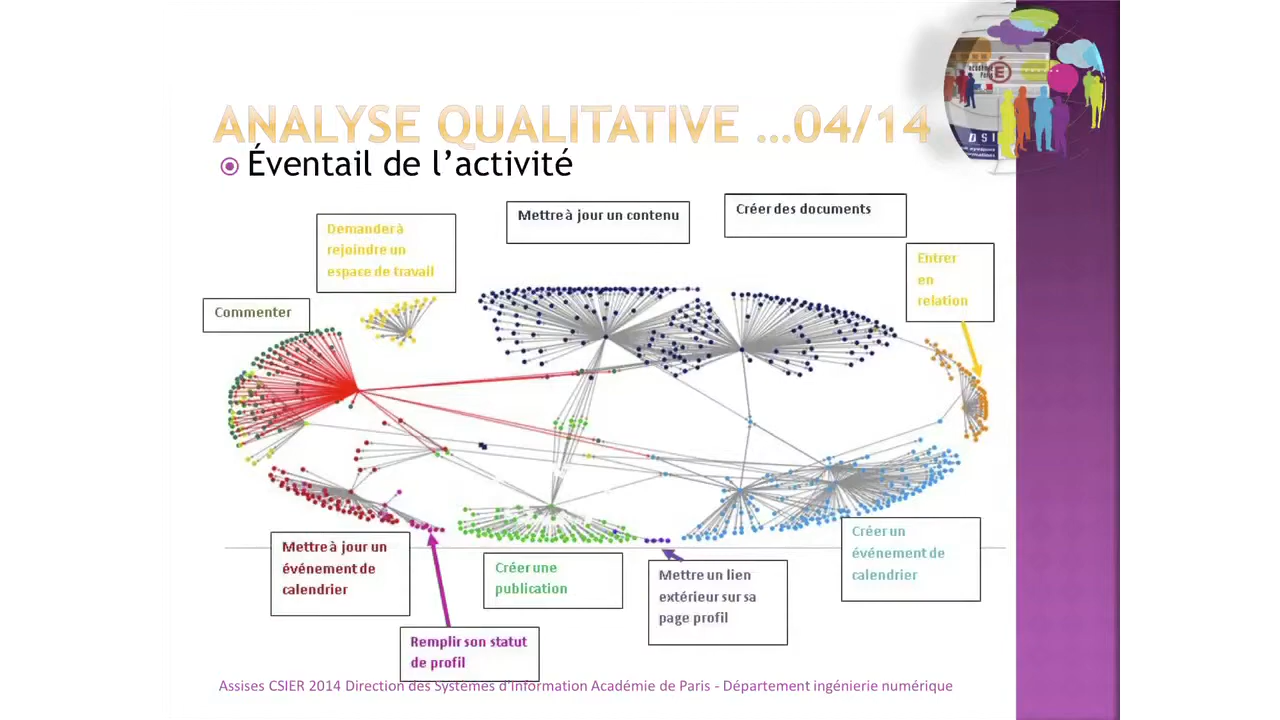 ANALYSE QUALITATIVE …04/14
Éventail de l’activité
Demander à
rejoindre un
espace de travail
Mettre à jour un contenu
Créer des documents
Entrer
en
relation
Commenter
Mettre à jour un
événement de
calendrier
Créer une
publication
Mettre un lien
extérieur sur sa
page profil
Créer un
événement de
calendrier
Remplir son statut
de profil
Assises CSIER 2014 Direction des Systèmes d’Information Académie de Paris - Département ingénierie numérique
académie
Paris
DSI